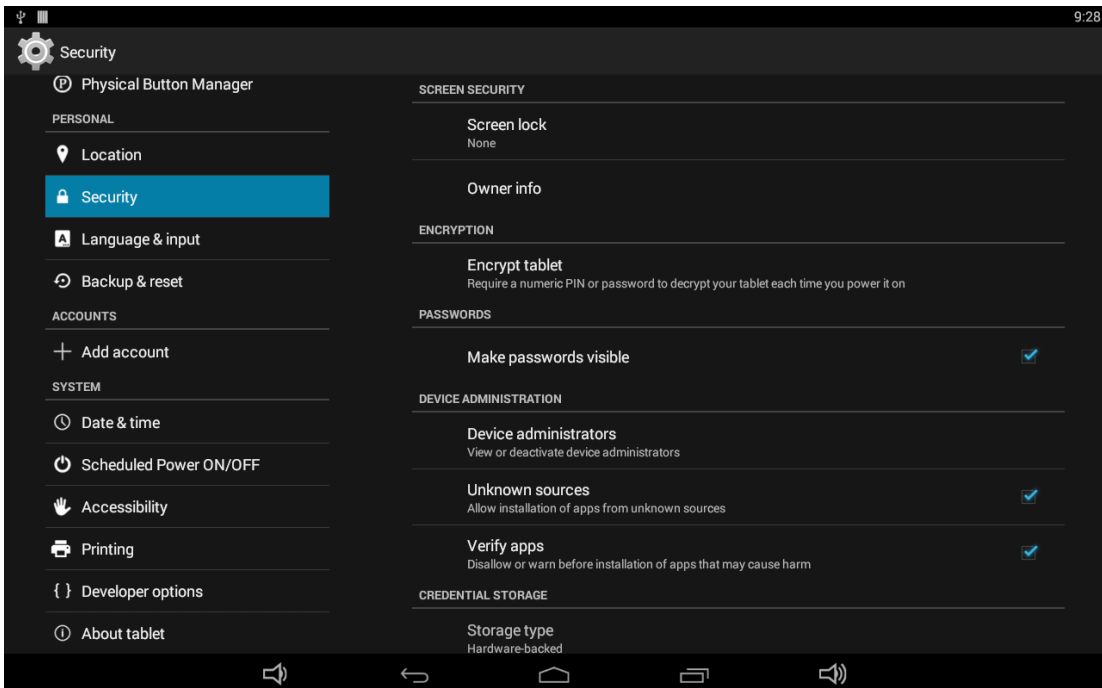 9:28
Security
Physical Button Manager
PERSONAL
Location
Security
Language & input
Backup & reset
ACCOUNTS
Add account
SYSTEM
Date & time
Scheduled Power ON/OFF
Accessibility
Printing
Developer options
About tablet
SCREEN SECURITY
Screen lock
None
Owner info
ENCRYPTION
Encrypt tablet
Require a numeric PIN or password to decrypt your tablet each time you power it on
PASSWORDS
Make passwords visible
DEVICE ADMINISTRATION
Device administrators
View or deactivate device administrators
Unknown sources
Allow installation of apps from unknown sources
Verify apps
Disallow or warn before installation of apps that may cause harm
CREDENTIAL STORAGE
Storage type
Hardware-backed